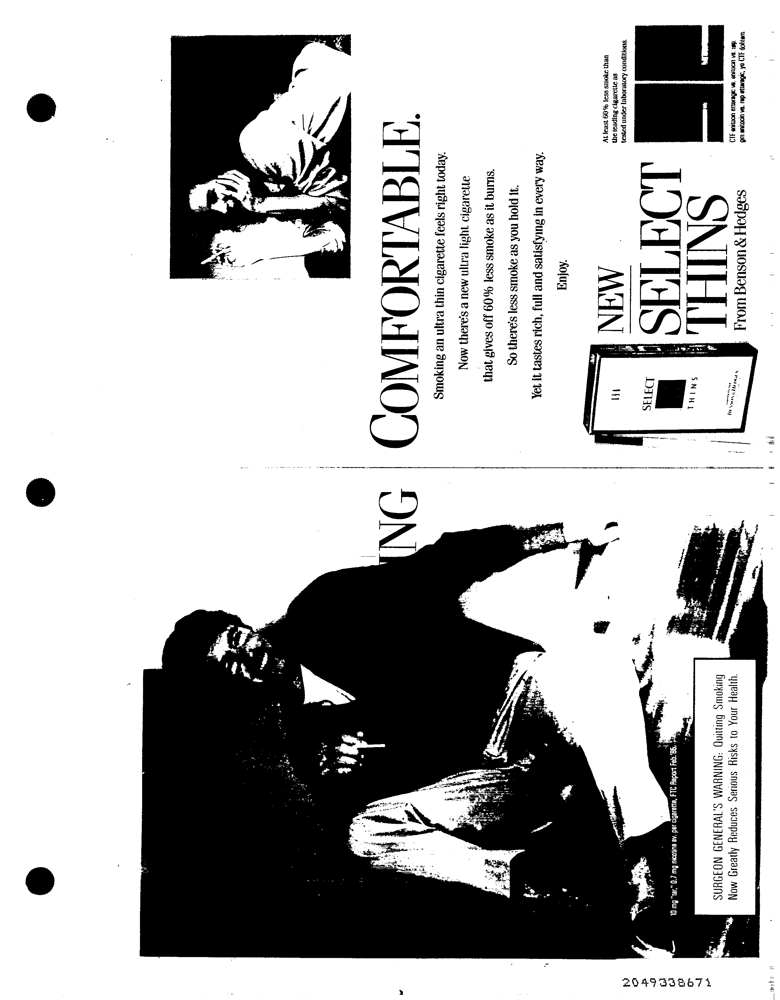 ING
COMFORTABLE.
Smoking an ultra thin cigarette feels right today.
Now there's a new ultra light cigarette
that gives off 60% less smoke as it burns.
So there's less smoke as you hold it.
Yet it tastes rich, full and satisfying in every way.
Enjoy.
At least 60% less smoke than
the leading cigarette as
tested under laboratory conditions.
NEW
SELECT
THINS
From Benson & Hedges
SELECT
THINS
10 mg "tar," 0.7 mg nicotine av. per cigarette, FTC Report Feb.'85.
SURGEON GENERAL'S WARNING: Quitting Smoking
Now Greatly Reduces Serious Risks to Your Health.
2049338671